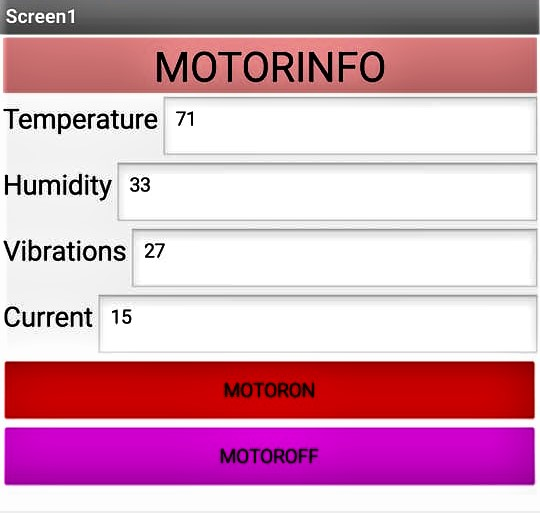 Screen1
MOTORINFO
Temperature 71
Humidity 33
Vibrations 27
Current 15
MOTORON
MOTOROFF